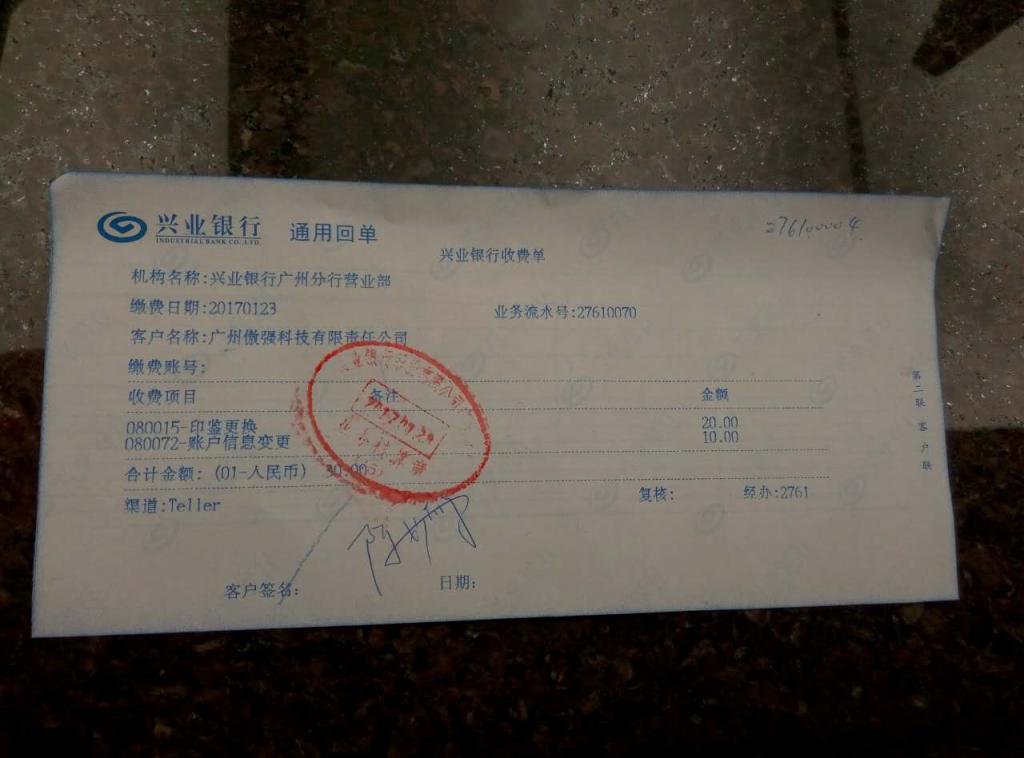 兴业银行 通用回单
INDUSTRIAL BANK CO.,LTD.
276100004
兴业银行收费单
机构名称:兴业银行广州分行营业部
缴费日期:20170123 业务流水号:27610070
客户名称:广州傲强科技有限责任公司
缴费账号:
收费项目 备注 金额
080015-印鉴更换 20.00
080072-账户信息变更 10.00
合计金额:(01-人民币) 30.00
渠道:Teller 复核: 经办:2761
客户签名: 日期:
第二联 客户联